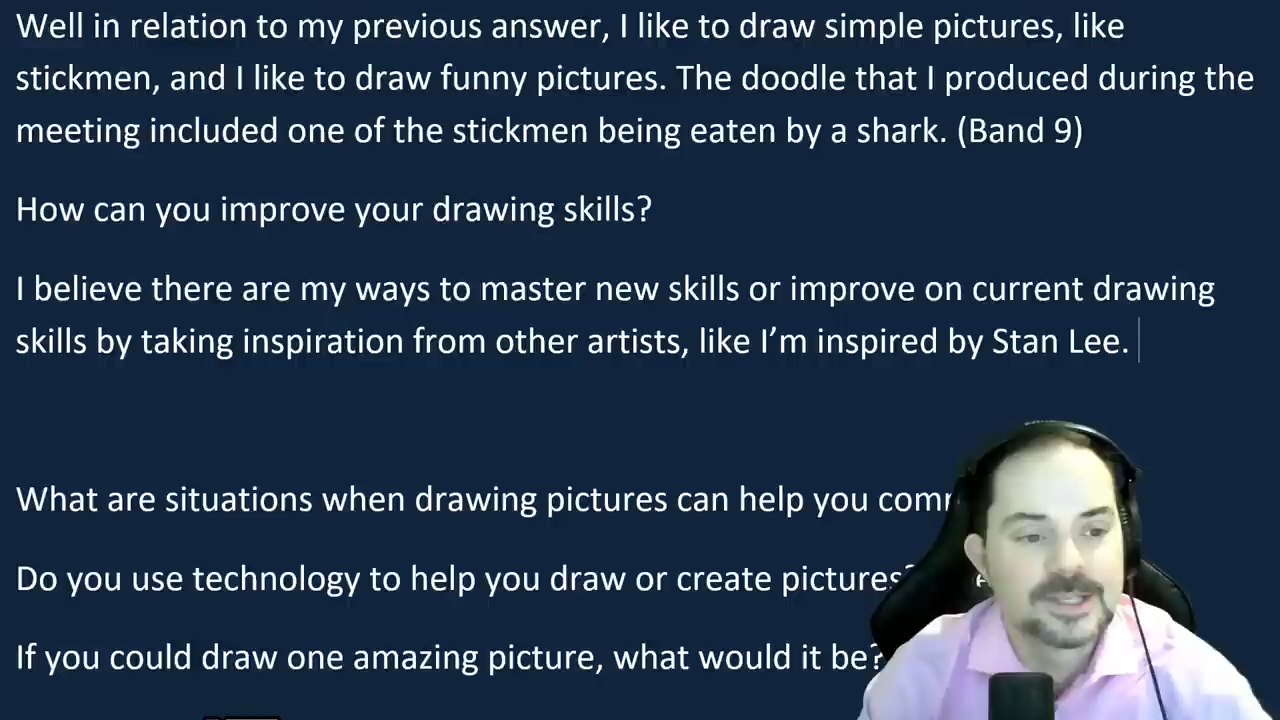 Well in relation to my previous answer, I like to draw simple pictures, like
stickmen, and I like to draw funny pictures. The doodle that I produced during the
meeting included one of the stickmen being eaten by a shark. (Band 9)
How can you improve your drawing skills?
I believe there are my ways to master new skills or improve on current drawing
skills by taking inspiration from other artists, like I’m inspired by Stan Lee.
What are situations when drawing pictures can help you
Do you use technology to help you draw or create pictures?
If you could draw one amazing picture, what would it be?